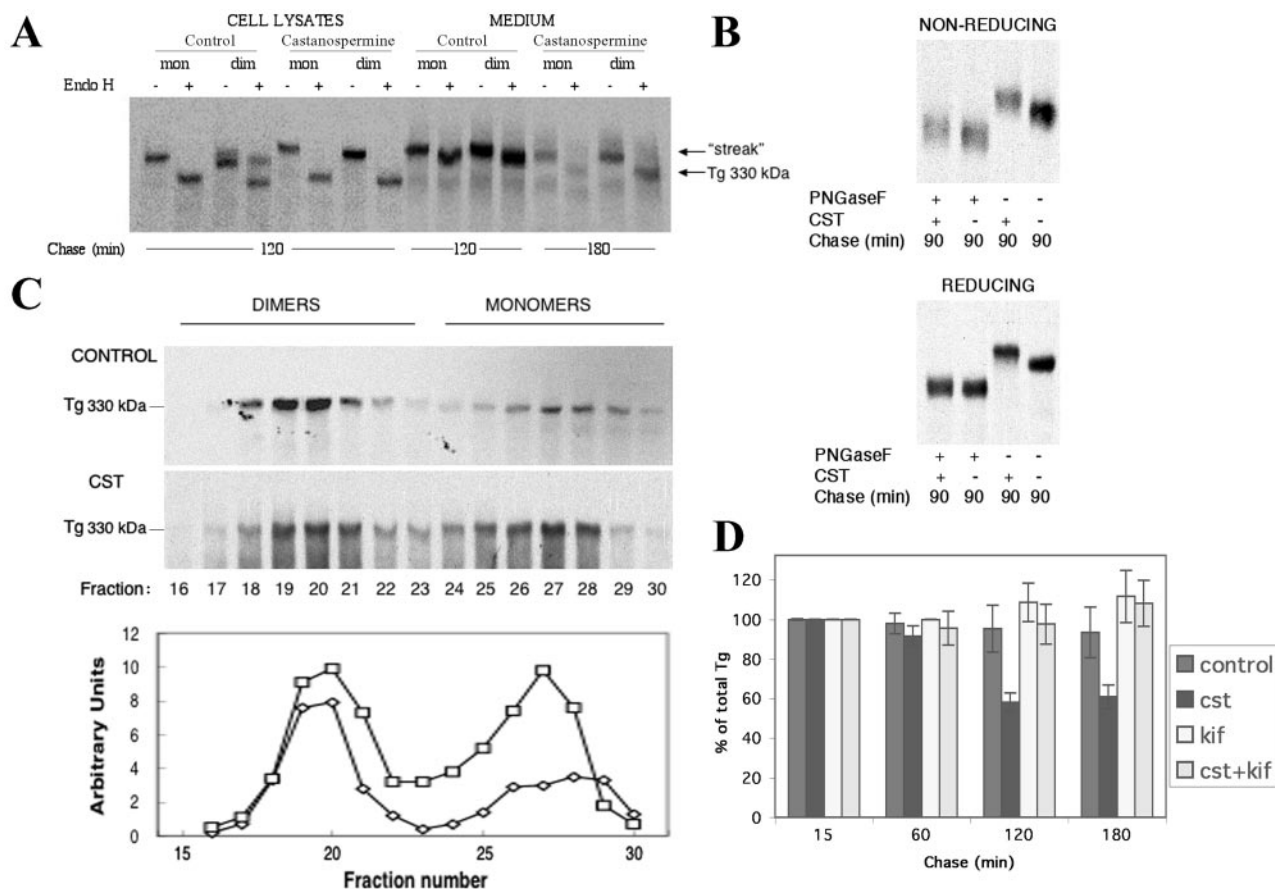 A
CELL LYSATES MEDIUM
Control Castanospermine Control Castanospermine
mon dim mon dim mon dim mon dim
Endo H - + - + - + - + - + - + - + - +
"streak"
Tg 330 kDa
Chase (min) 120 120 180
B
NON-REDUCING
PNGaseF + + - -
CST + - + -
Chase (min) 90 90 90 90
REDUCING
PNGaseF + + - -
CST + - + -
Chase (min) 90 90 90 90
C
DIMERS MONOMERS
CONTROL
Tg 330 kDa
CST
Tg 330 kDa
Fraction: 16 17 18 19 20 21 22 23 24 25 26 27 28 29 30
Arbitrary Units
12
10
8
6
4
2
0
15 20 25 30
Fraction number
D
% of total Tg
120
100
80
60
40
20
0
15 60 120 180
Chase (min)
control
cst
kif
cst+kif